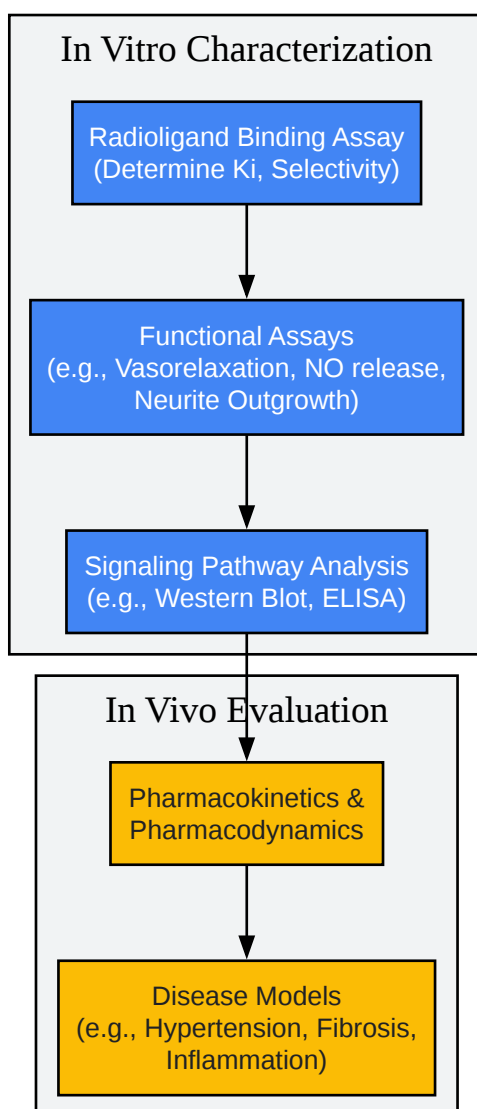 In Vitro Characterization
Radioligand Binding Assay
(Determine Ki, Selectivity)
Functional Assays
(e.g., Vasorelaxation, NO release,
Neurite Outgrowth)
Signaling Pathway Analysis
(e.g., Western Blot, ELISA)
In Vivo Evaluation
Pharmacokinetics &
Pharmacodynamics
Disease Models
(e.g., Hypertension, Fibrosis,
Inflammation)